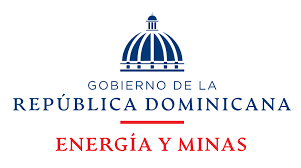 GOBIERNO DE LA
REPÚBLICA DOMINICANA
ENERGÍA Y MINAS